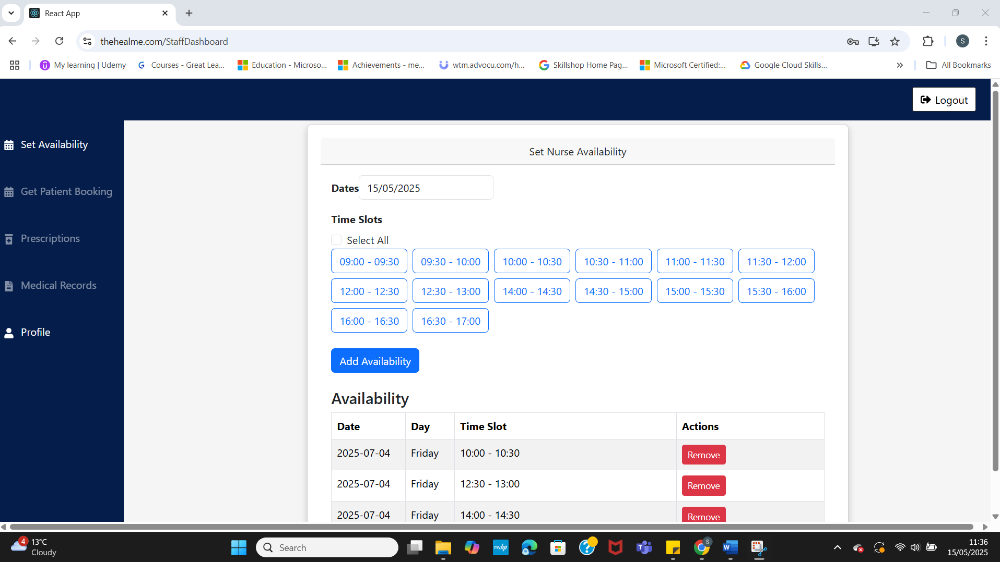 React App
thehealme.com/StaffDashboard
S
My learning | Udemy
Courses - Great Lea...
Education - Microso...
Achievements - me...
wtm.advocu.com/h...
Skillshop Home Pag...
Microsoft Certified:...
Google Cloud Skills...
All Bookmarks
Logout
Set Availability
Get Patient Booking
Prescriptions
Medical Records
Profile
Set Nurse Availability
Dates 15/05/2025
Time Slots
Select All
09:00 - 09:30 09:30 - 10:00 10:00 - 10:30 10:30 - 11:00 11:00 - 11:30 11:30 - 12:00
12:00 - 12:30 12:30 - 13:00 14:00 - 14:30 14:30 - 15:00 15:00 - 15:30 15:30 - 16:00
16:00 - 16:30 16:30 - 17:00
Add Availability
Availability
Date Day Time Slot Actions
2025-07-04 Friday 10:00 - 10:30 Remove
2025-07-04 Friday 12:30 - 13:00 Remove
2025-07-04 Friday 14:00 - 14:30 Remove
4
13°C
Cloudy
Search
myhp
S
11:36
15/05/2025